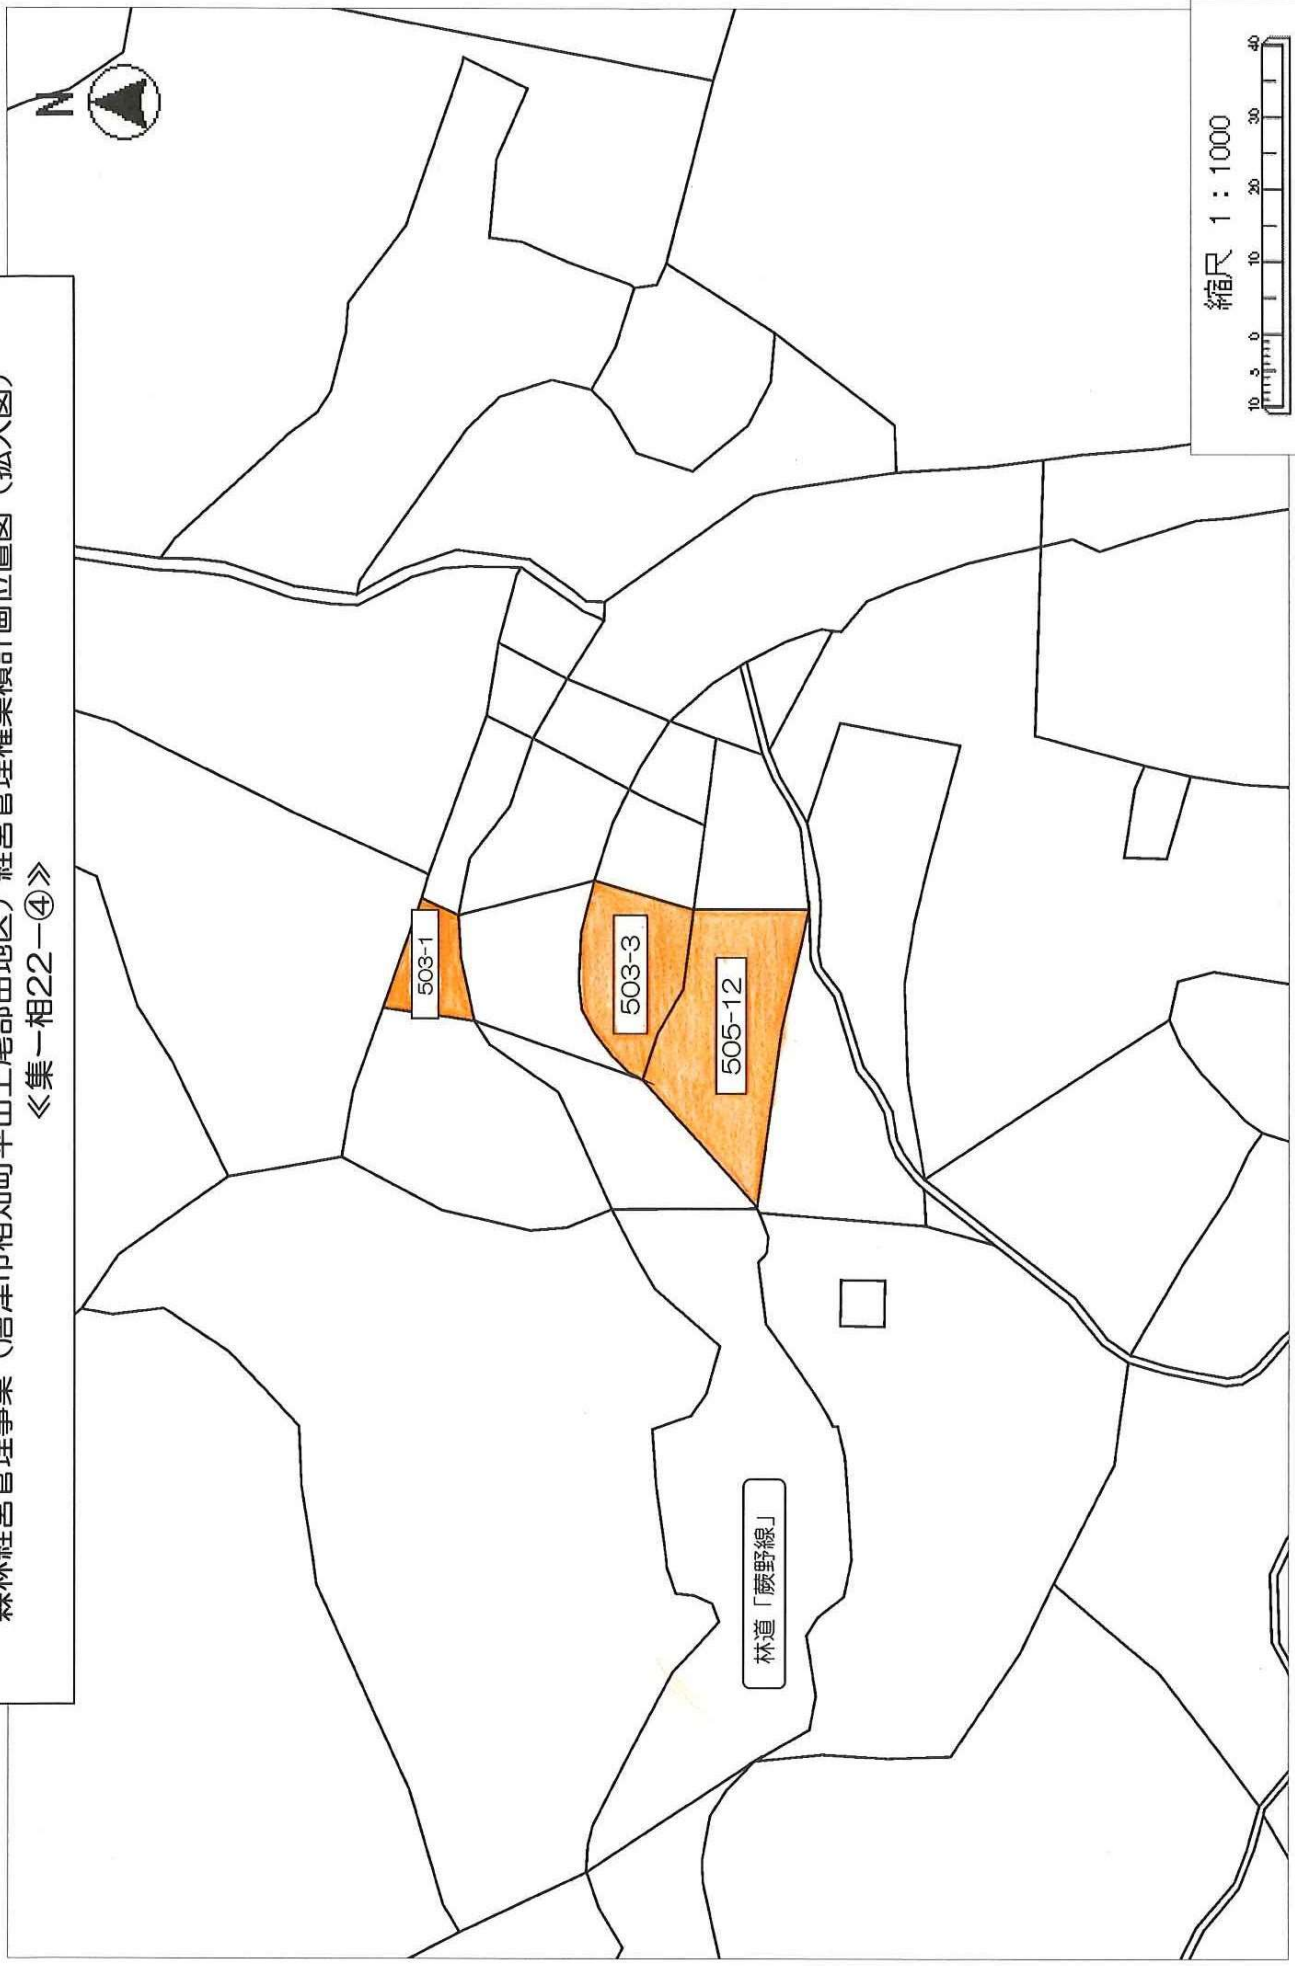 森林経営管理事業(唐津市相知町平山上尾部田地区)経営管理権集積計画位置図(拡大図)
≪集-相22-④≫
N
503-1
503-3
505-12
林道「蕨野線」
縮尺 1:1000
10 5 0 10 20 30 40